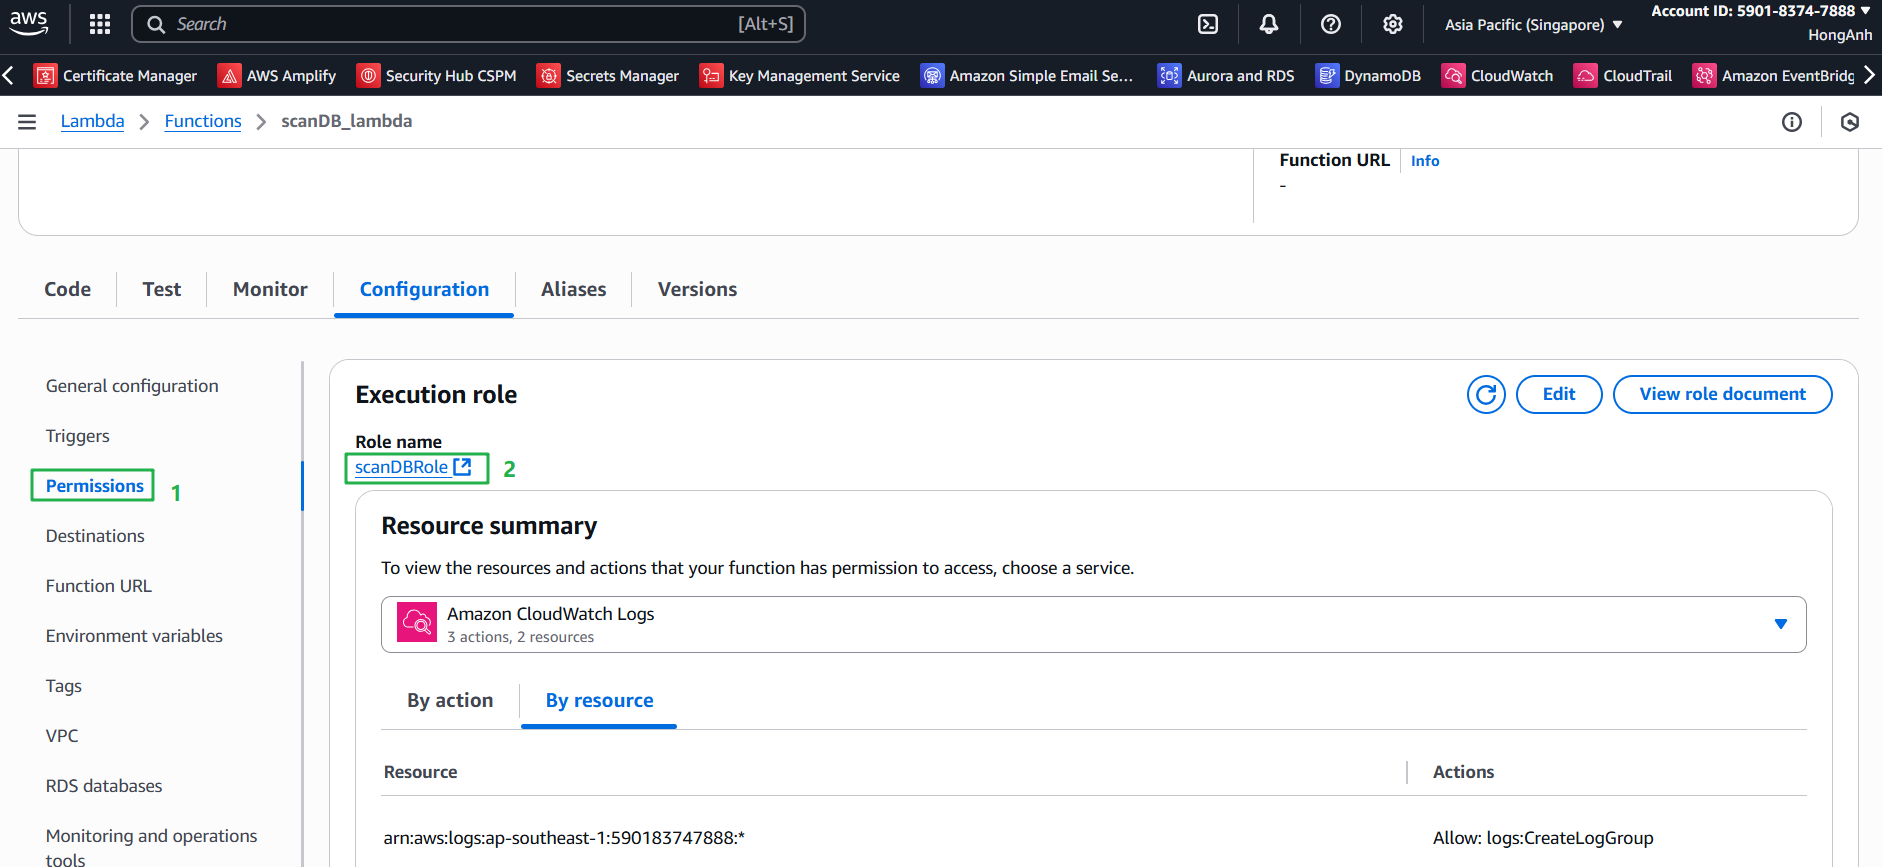 aws
Search
[Alt+S]
Asia Pacific (Singapore)
Account ID: 5901-8374-7888
HongAnh
Certificate Manager
AWS Amplify
Security Hub CSPM
Secrets Manager
Key Management Service
Amazon Simple Email Se...
Aurora and RDS
DynamoDB
CloudWatch
CloudTrail
Amazon EventBridg
Lambda > Functions > scanDB_lambda
Function URL
Info
-
Code
Test
Monitor
Configuration
Aliases
Versions
General configuration
Triggers
Permissions 1
Destinations
Function URL
Environment variables
Tags
VPC
RDS databases
Monitoring and operations
tools
Execution role
Edit
View role document
Role name
scanDBRole 2
Resource summary
To view the resources and actions that your function has permission to access, choose a service.
Amazon CloudWatch Logs
3 actions, 2 resources
By action
By resource
Resource
Actions
arn:aws:logs:ap-southeast-1:590183747888:*
Allow: logs:CreateLogGroup